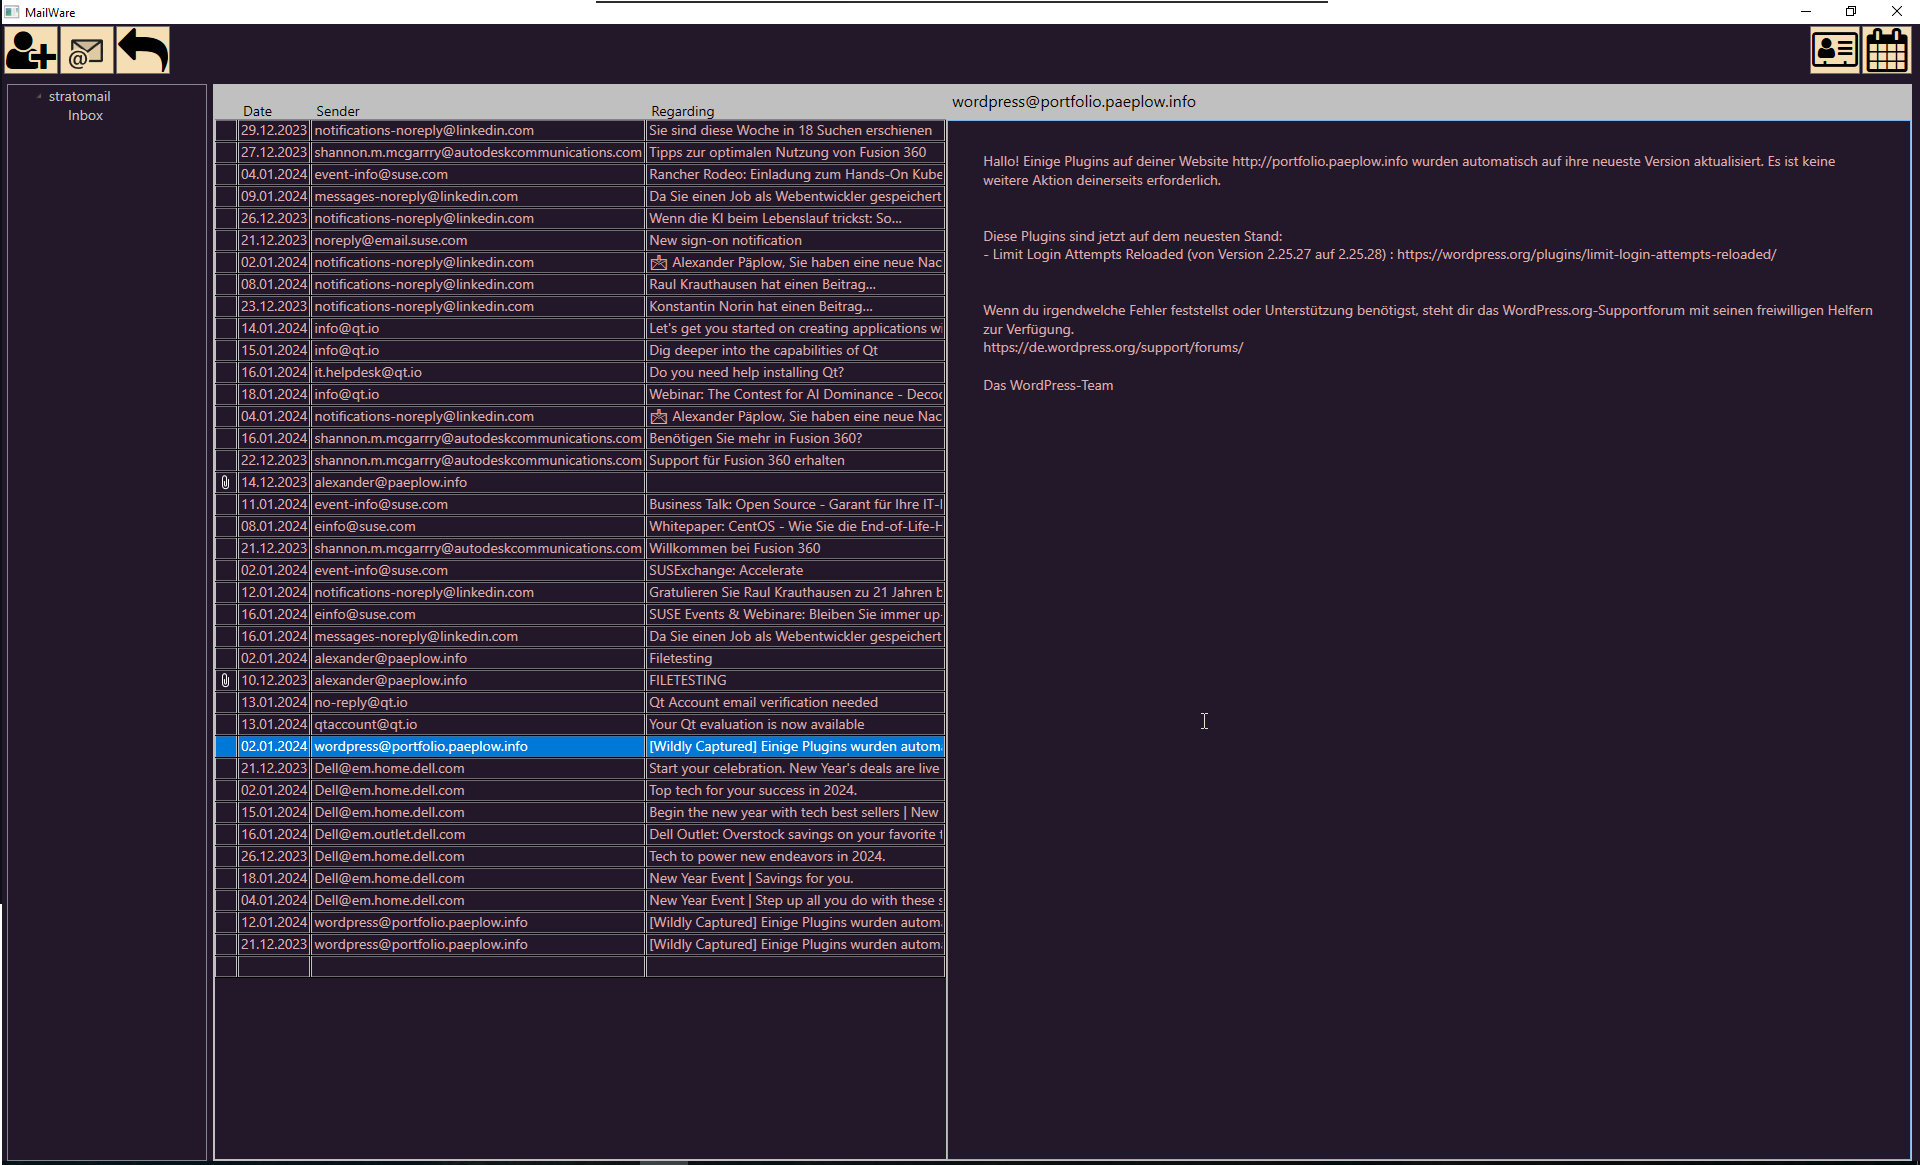 MailWare
stratomail
Inbox
Date Sender Regarding
29.12.2023 notifications-noreply@linkedin.com Sie sind diese Woche in 18 Suchen erschienen
27.12.2023 shannon.m.mcgarrry@autodeskcommunications.com Tipps zur optimalen Nutzung von Fusion 360
04.01.2024 event-info@suse.com Rancher Rodeo: Einladung zum Hands-On Kube
09.01.2024 messages-noreply@linkedin.com Da Sie einen Job als Webentwickler gespeichert
26.12.2023 notifications-noreply@linkedin.com Wenn die KI beim Lebenslauf trickst: So...
21.12.2023 noreply@email.suse.com New sign-on notification
02.01.2024 notifications-noreply@linkedin.com 📩 Alexander Päplow, Sie haben eine neue Nac
08.01.2024 notifications-noreply@linkedin.com Raul Krauthausen hat einen Beitrag...
23.12.2023 notifications-noreply@linkedin.com Konstantin Norin hat einen Beitrag...
14.01.2024 info@qt.io Let's get you started on creating applications wi
15.01.2024 info@qt.io Dig deeper into the capabilities of Qt
16.01.2024 it.helpdesk@qt.io Do you need help installing Qt?
18.01.2024 info@qt.io Webinar: The Contest for AI Dominance - Decoc
04.01.2024 notifications-noreply@linkedin.com 📩 Alexander Päplow, Sie haben eine neue Nac
16.01.2024 shannon.m.mcgarrry@autodeskcommunications.com Benötigen Sie mehr in Fusion 360?
22.12.2023 shannon.m.mcgarrry@autodeskcommunications.com Support für Fusion 360 erhalten
14.12.2023 alexander@paeplow.info
11.01.2024 event-info@suse.com Business Talk: Open Source - Garant für Ihre IT-
08.01.2024 einfo@suse.com Whitepaper: CentOS - Wie Sie die End-of-Life-H
21.12.2023 shannon.m.mcgarrry@autodeskcommunications.com Willkommen bei Fusion 360
02.01.2024 event-info@suse.com SUSExchange: Accelerate
12.01.2024 notifications-noreply@linkedin.com Gratulieren Sie Raul Krauthausen zu 21 Jahren b
16.01.2024 einfo@suse.com SUSE Events & Webinare: Bleiben Sie immer up-
16.01.2024 messages-noreply@linkedin.com Da Sie einen Job als Webentwickler gespeichert
02.01.2024 alexander@paeplow.info Filetesting
10.12.2023 alexander@paeplow.info FILETESTING
13.01.2024 no-reply@qt.io Qt Account email verification needed
13.01.2024 qtaccount@qt.io Your Qt evaluation is now available
02.01.2024 wordpress@portfolio.paeplow.info [Wildly Captured] Einige Plugins wurden autom
21.12.2023 Dell@em.home.dell.com Start your celebration. New Year's deals are live
02.01.2024 Dell@em.home.dell.com Top tech for your success in 2024.
15.01.2024 Dell@em.home.dell.com Begin the new year with tech best sellers | New
16.01.2024 Dell@em.outlet.dell.com Dell Outlet: Overstock savings on your favorite t
26.12.2023 Dell@em.home.dell.com Tech to power new endeavors in 2024.
18.01.2024 Dell@em.home.dell.com New Year Event | Savings for you.
04.01.2024 Dell@em.home.dell.com New Year Event | Step up all you do with these s
12.01.2024 wordpress@portfolio.paeplow.info [Wildly Captured] Einige Plugins wurden autom
21.12.2023 wordpress@portfolio.paeplow.info [Wildly Captured] Einige Plugins wurden autom
wordpress@portfolio.paeplow.info
Hallo! Einige Plugins auf deiner Website http://portfolio.paeplow.info wurden automatisch auf ihre neueste Version aktualisiert. Es ist keine
weitere Aktion deinerseits erforderlich.
Diese Plugins sind jetzt auf dem neuesten Stand:
- Limit Login Attempts Reloaded (von Version 2.25.27 auf 2.25.28) : https://wordpress.org/plugins/limit-login-attempts-reloaded/
Wenn du irgendwelche Fehler feststellst oder Unterstützung benötigst, steht dir das WordPress.org-Supportforum mit seinen freiwilligen Helfern
zur Verfügung.
https://de.wordpress.org/support/forums/
Das WordPress-Team